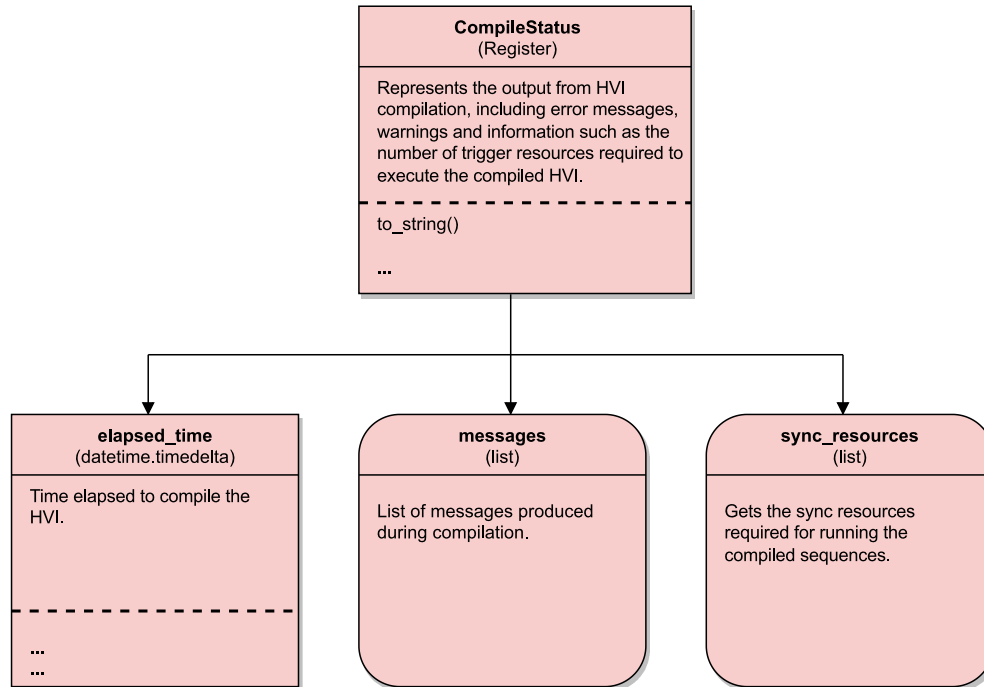 CompileStatus
(Register)
Represents the output from HVI
compilation, including error messages,
warnings and information such as the
number of trigger resources required to
execute the compiled HVI.
to_string()
...
elapsed_time
(datetime.timedelta)
Time elapsed to compile the
HVI.
...
...
messages
(list)
List of messages produced
during compilation.
sync_resources
(list)
Gets the sync resources
required for running the
compiled sequences.